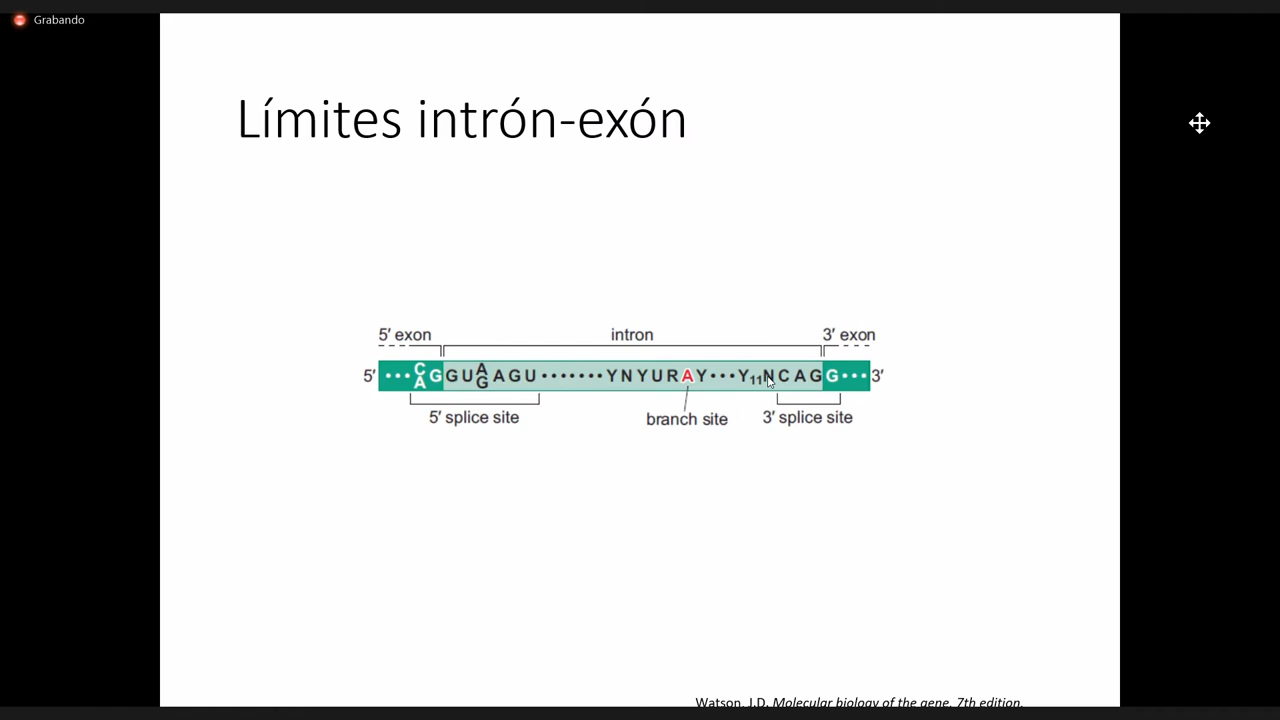 Grabando
Límites intrón-exón
5′ exon intron 3′ exon
5′ ••• C/A G G U A/G A G U ••••••• Y N Y U R A Y ••• Y11 N C A G G ••• 3′
5′ splice site branch site 3′ splice site
Watson, J.D. Molecular biology of the gene. 7th edition.